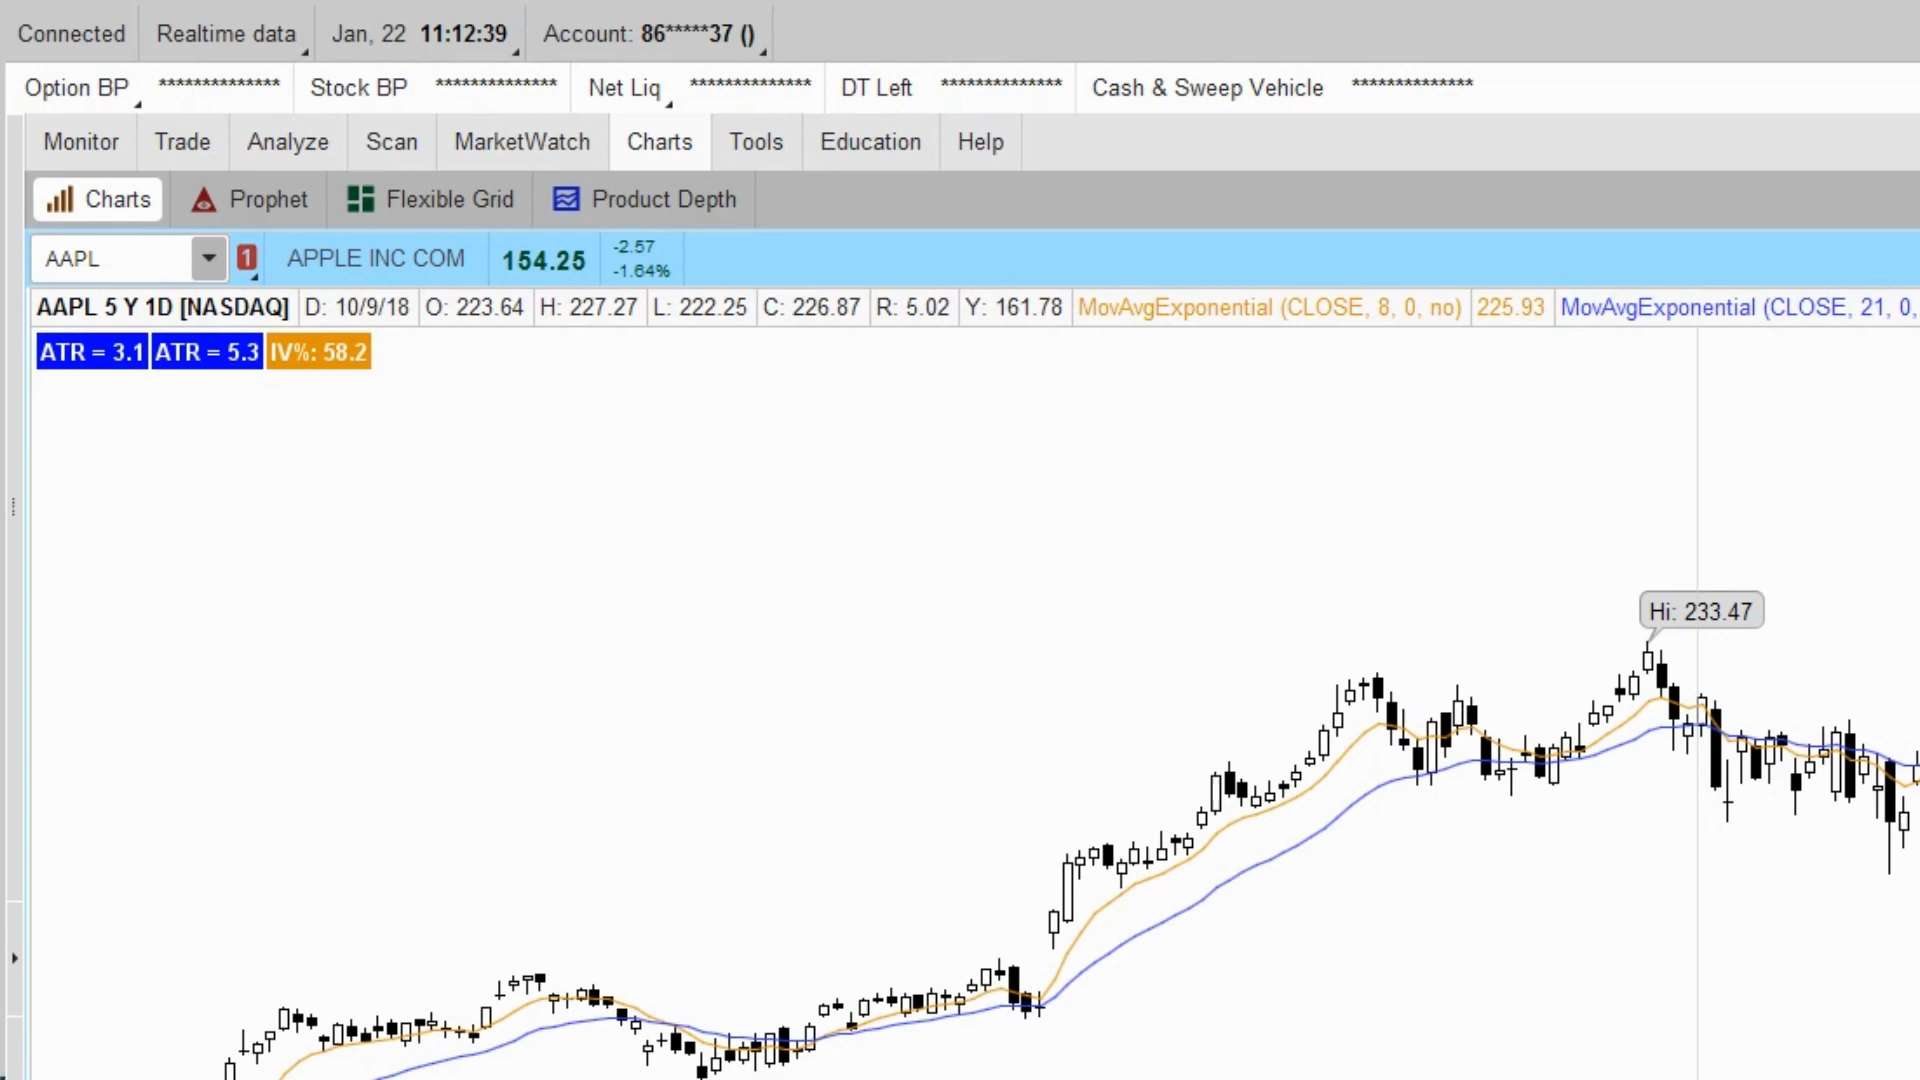 Connected Realtime data Jan, 22 11:12:39 Account: 86*****37 ()
Option BP ************** Stock BP ************** Net Liq ************** DT Left ************** Cash & Sweep Vehicle **************
Monitor Trade Analyze Scan MarketWatch Charts Tools Education Help
Charts Prophet Flexible Grid Product Depth
AAPL 1 APPLE INC COM 154.25 -2.57
-1.64%
AAPL 5 Y 1D [NASDAQ] D: 10/9/18 O: 223.64 H: 227.27 L: 222.25 C: 226.87 R: 5.02 Y: 161.78 MovAvgExponential (CLOSE, 8, 0, no) 225.93 MovAvgExponential (CLOSE, 21, 0,
ATR = 3.1 ATR = 5.3 IV%: 58.2
Hi: 233.47